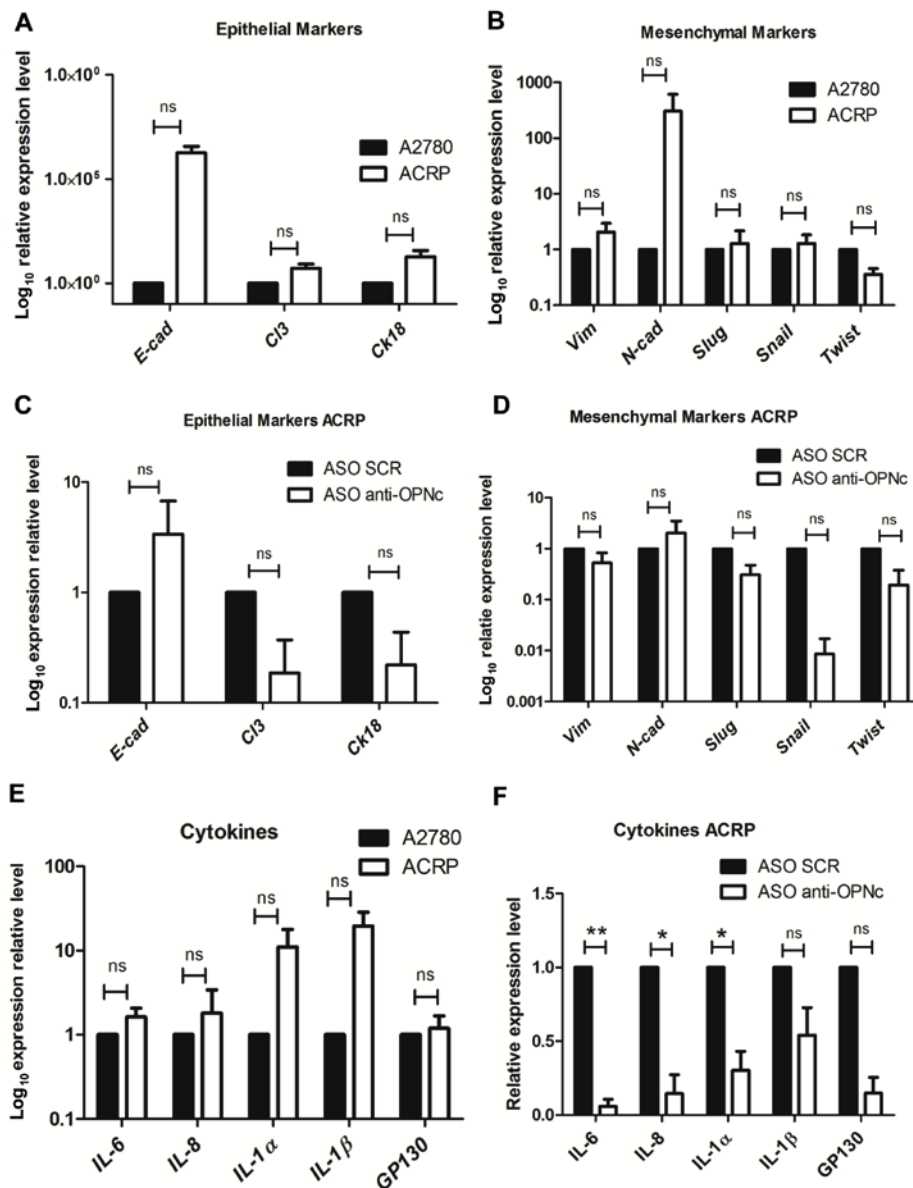 A
Epithelial Markers
Log₁₀ relative expression level
1.0×10⁰
1.0×10⁵
1.0×10⁰
ns
ns
ns
A2780
ACRP
E-cad
Cl3
Ck18
B
Mesenchymal Markers
Log₁₀ relative expression level
1000
100
10
1
0.1
ns
ns
ns
ns
ns
A2780
ACRP
Vim
N-cad
Slug
Snail
Twist
C
Epithelial Markers ACRP
Log₁₀ expression relative level
10
1
0.1
ns
ns
ns
ASO SCR
ASO anti-OPNc
E-cad
Cl3
Ck18
D
Mesenchymal Markers ACRP
Log₁₀ relatie expression level
10
1
0.1
0.01
0.001
ns
ns
ns
ns
ns
ASO SCR
ASO anti-OPNc
Vim
N-cad
Slug
Snail
Twist
E
Cytokines
Log₁₀ expression relative level
100
10
1
0.1
ns
ns
ns
ns
ns
A2780
ACRP
IL-6
IL-8
IL-1α
IL-1β
GP130
F
Cytokines ACRP
Relative expression level
1.5
1.0
0.5
0.0
**
*
*
ns
ns
ASO SCR
ASO anti-OPNc
IL-6
IL-8
IL-1α
IL-1β
GP130